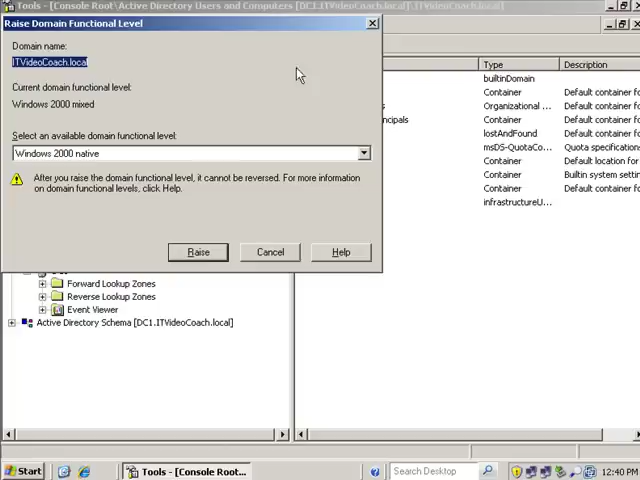 Tools - [Console Root\Active Directory Users and Computers [DC1.ITVideoCoach.local]\ITVideoCoach.local]
Raise Domain Functional Level
Domain name:
ITVideoCoach.local
Current domain functional level:
Windows 2000 mixed
Select an available domain functional level:
Windows 2000 native
After you raise the domain functional level, it cannot be reversed. For more information
on domain functional levels, click Help.
Raise
Cancel
Help
Type
Description
builtinDomain
Container
Default container fo
Organizational ...
Default container fo
ncipals
Container
Default container fo
lostAndFound
Default container fo
msDS-QuotaCo...
Quota specifications
Container
Default location for
Container
Builtin system settin
Container
Default container fo
infrastructureU...
Forward Lookup Zones
Reverse Lookup Zones
Event Viewer
Active Directory Schema [DC1.ITVideoCoach.local]
Start
Tools - [Console Root...
Search Desktop
12:40 PM